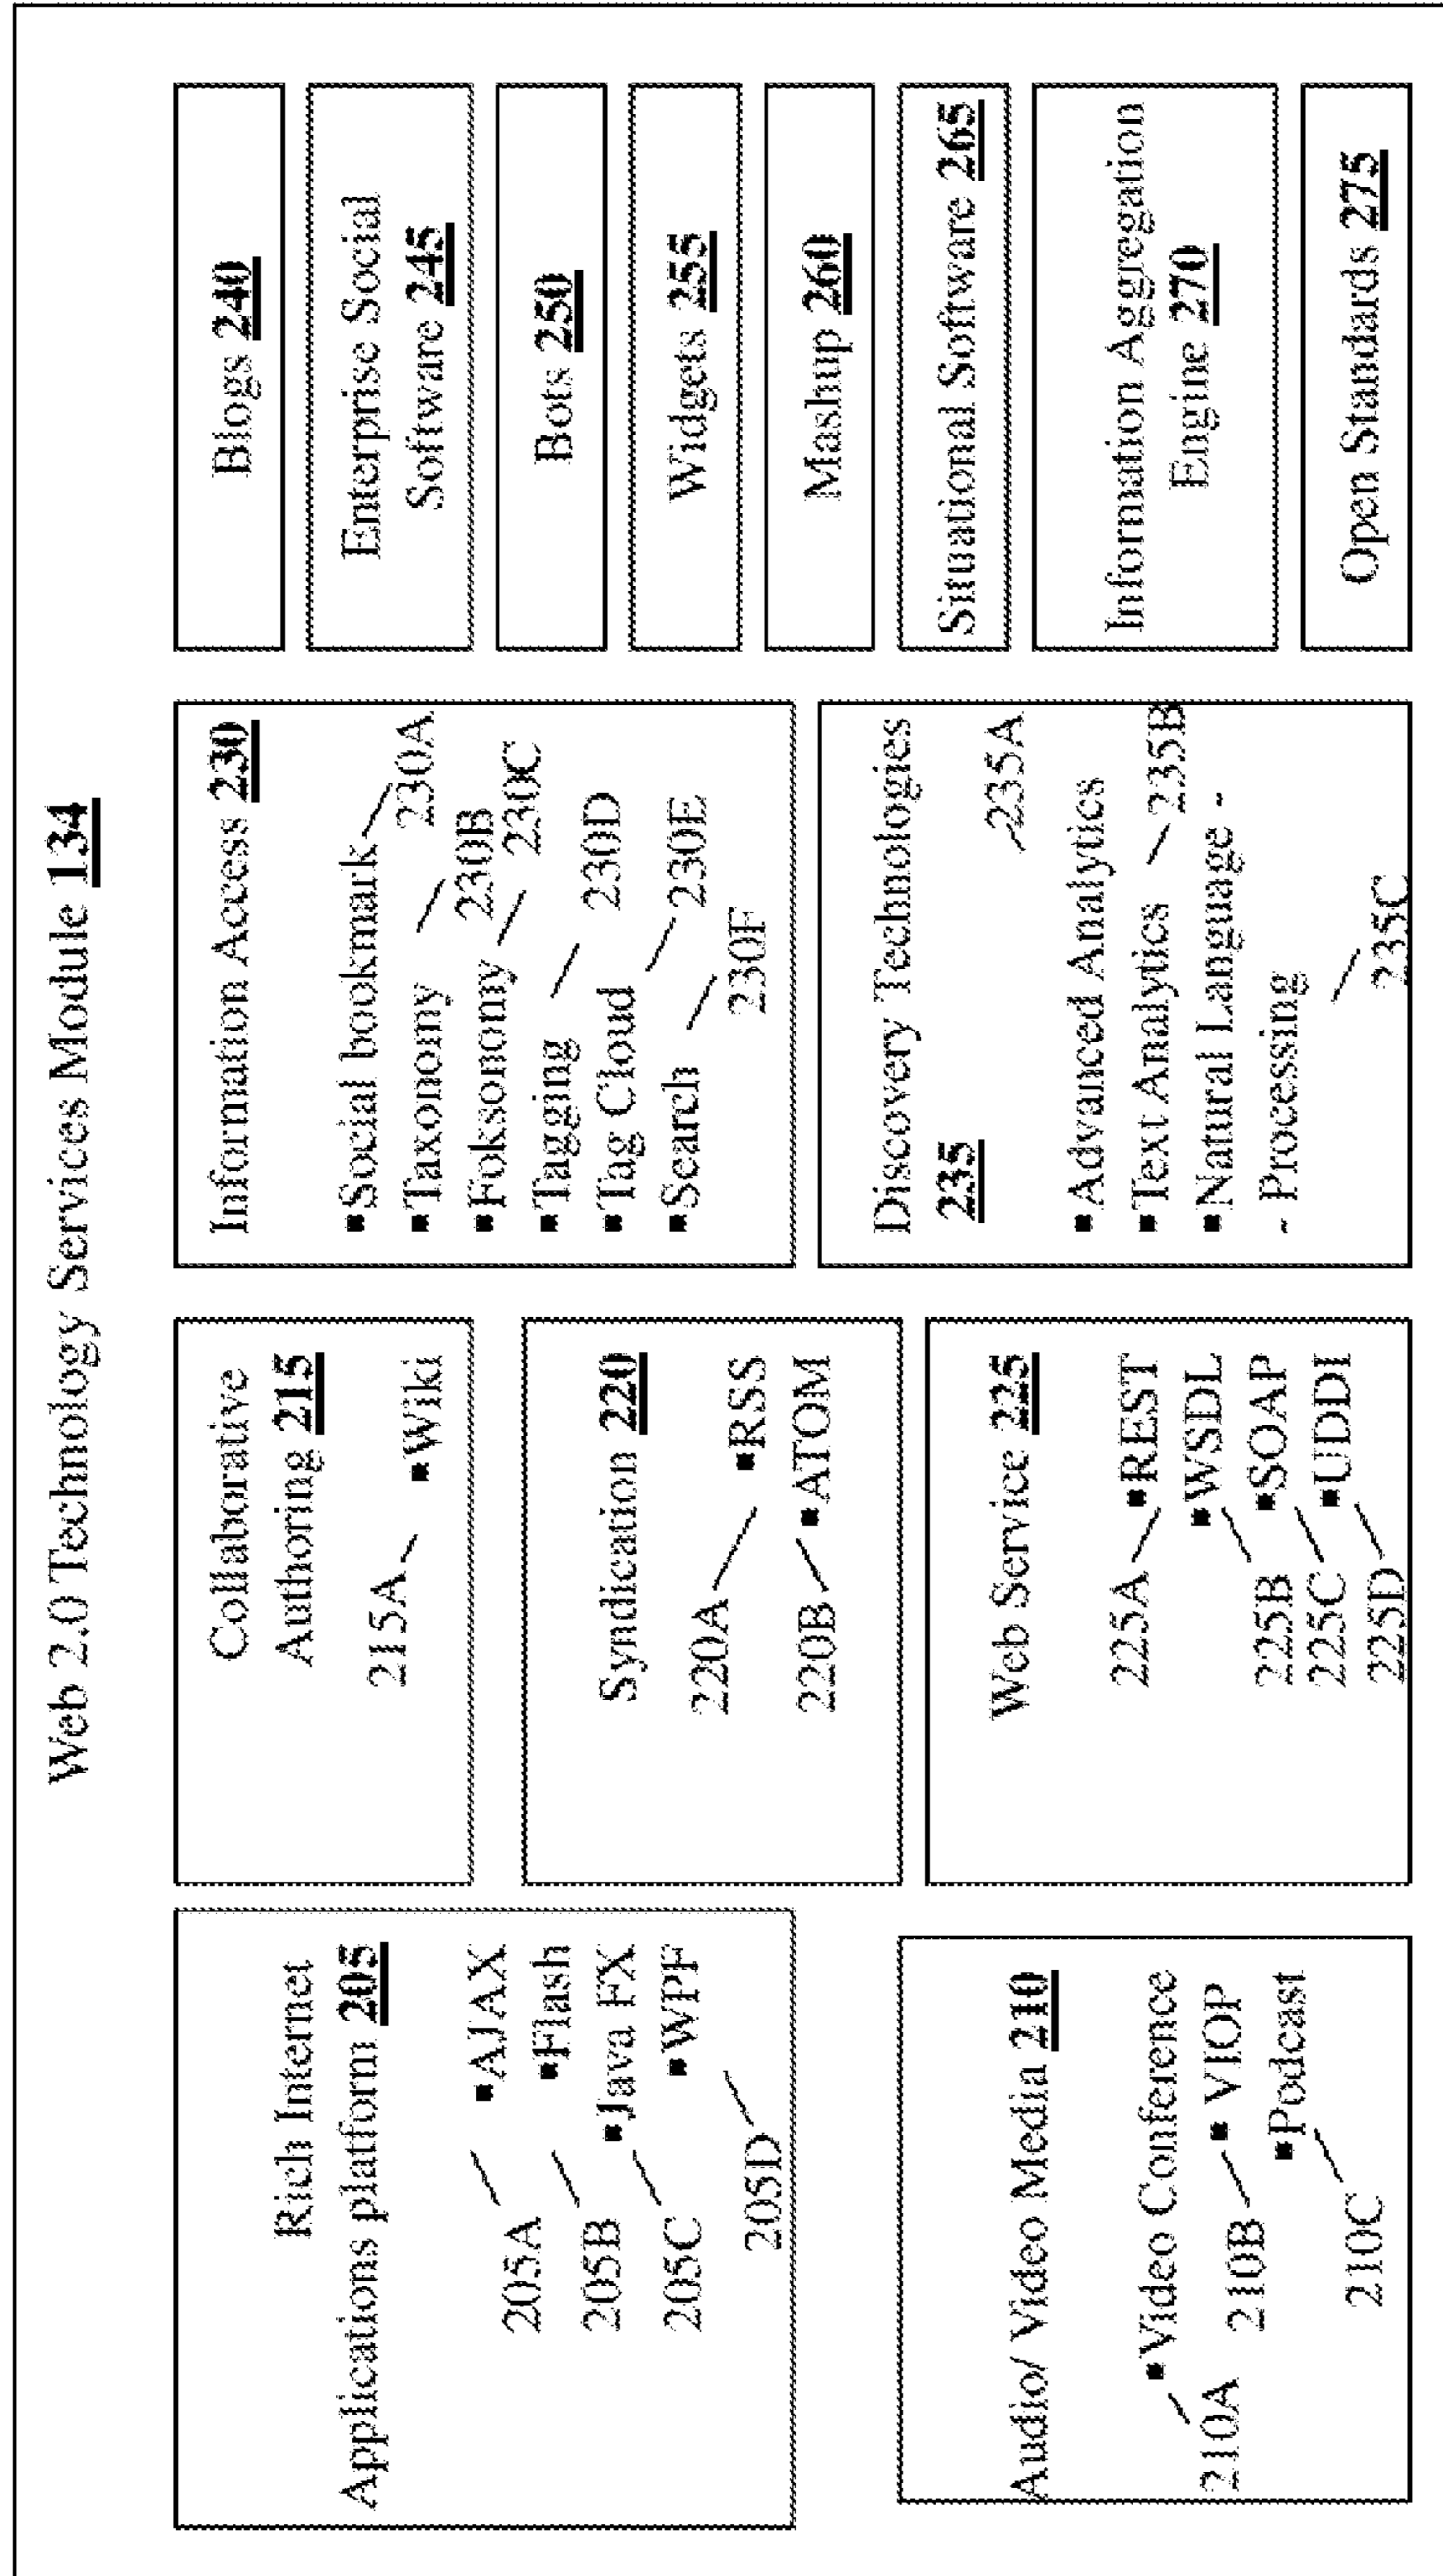 Web 2.0 Technology Services Module 134
Rich Internet
Applications platform 205
205A
▪AJAX
205B
▪Flash
205C
▪Java FX
▪WPF
205D
Audio/ Video Media 210
▪Video Conference
210A
▪ VIOP
210B
▪Podcast
210C
Collaborative
Authoring 215
215A
▪Wiki
Syndication 220
220A
▪RSS
220B
▪ATOM
Web Service 225
225A
▪REST
▪WSDL
225B
▪SOAP
225C
▪UDDI
225D
Information Access 230
▪Social bookmark
230A
▪Taxonomy
230B
▪Foksonomy
230C
▪Tagging
230D
▪Tag Cloud
230E
▪Search
230F
Discovery Technologies
235
235A
▪Advanced Analytics
▪Text Analytics
235B
▪Natural Language -
- Processing
235C
Blogs 240
Enterprise Social
Software 245
Bots 250
Widgets 255
Mashup 260
Situational Software 265
Information Aggregation
Engine 270
Open Standards 275